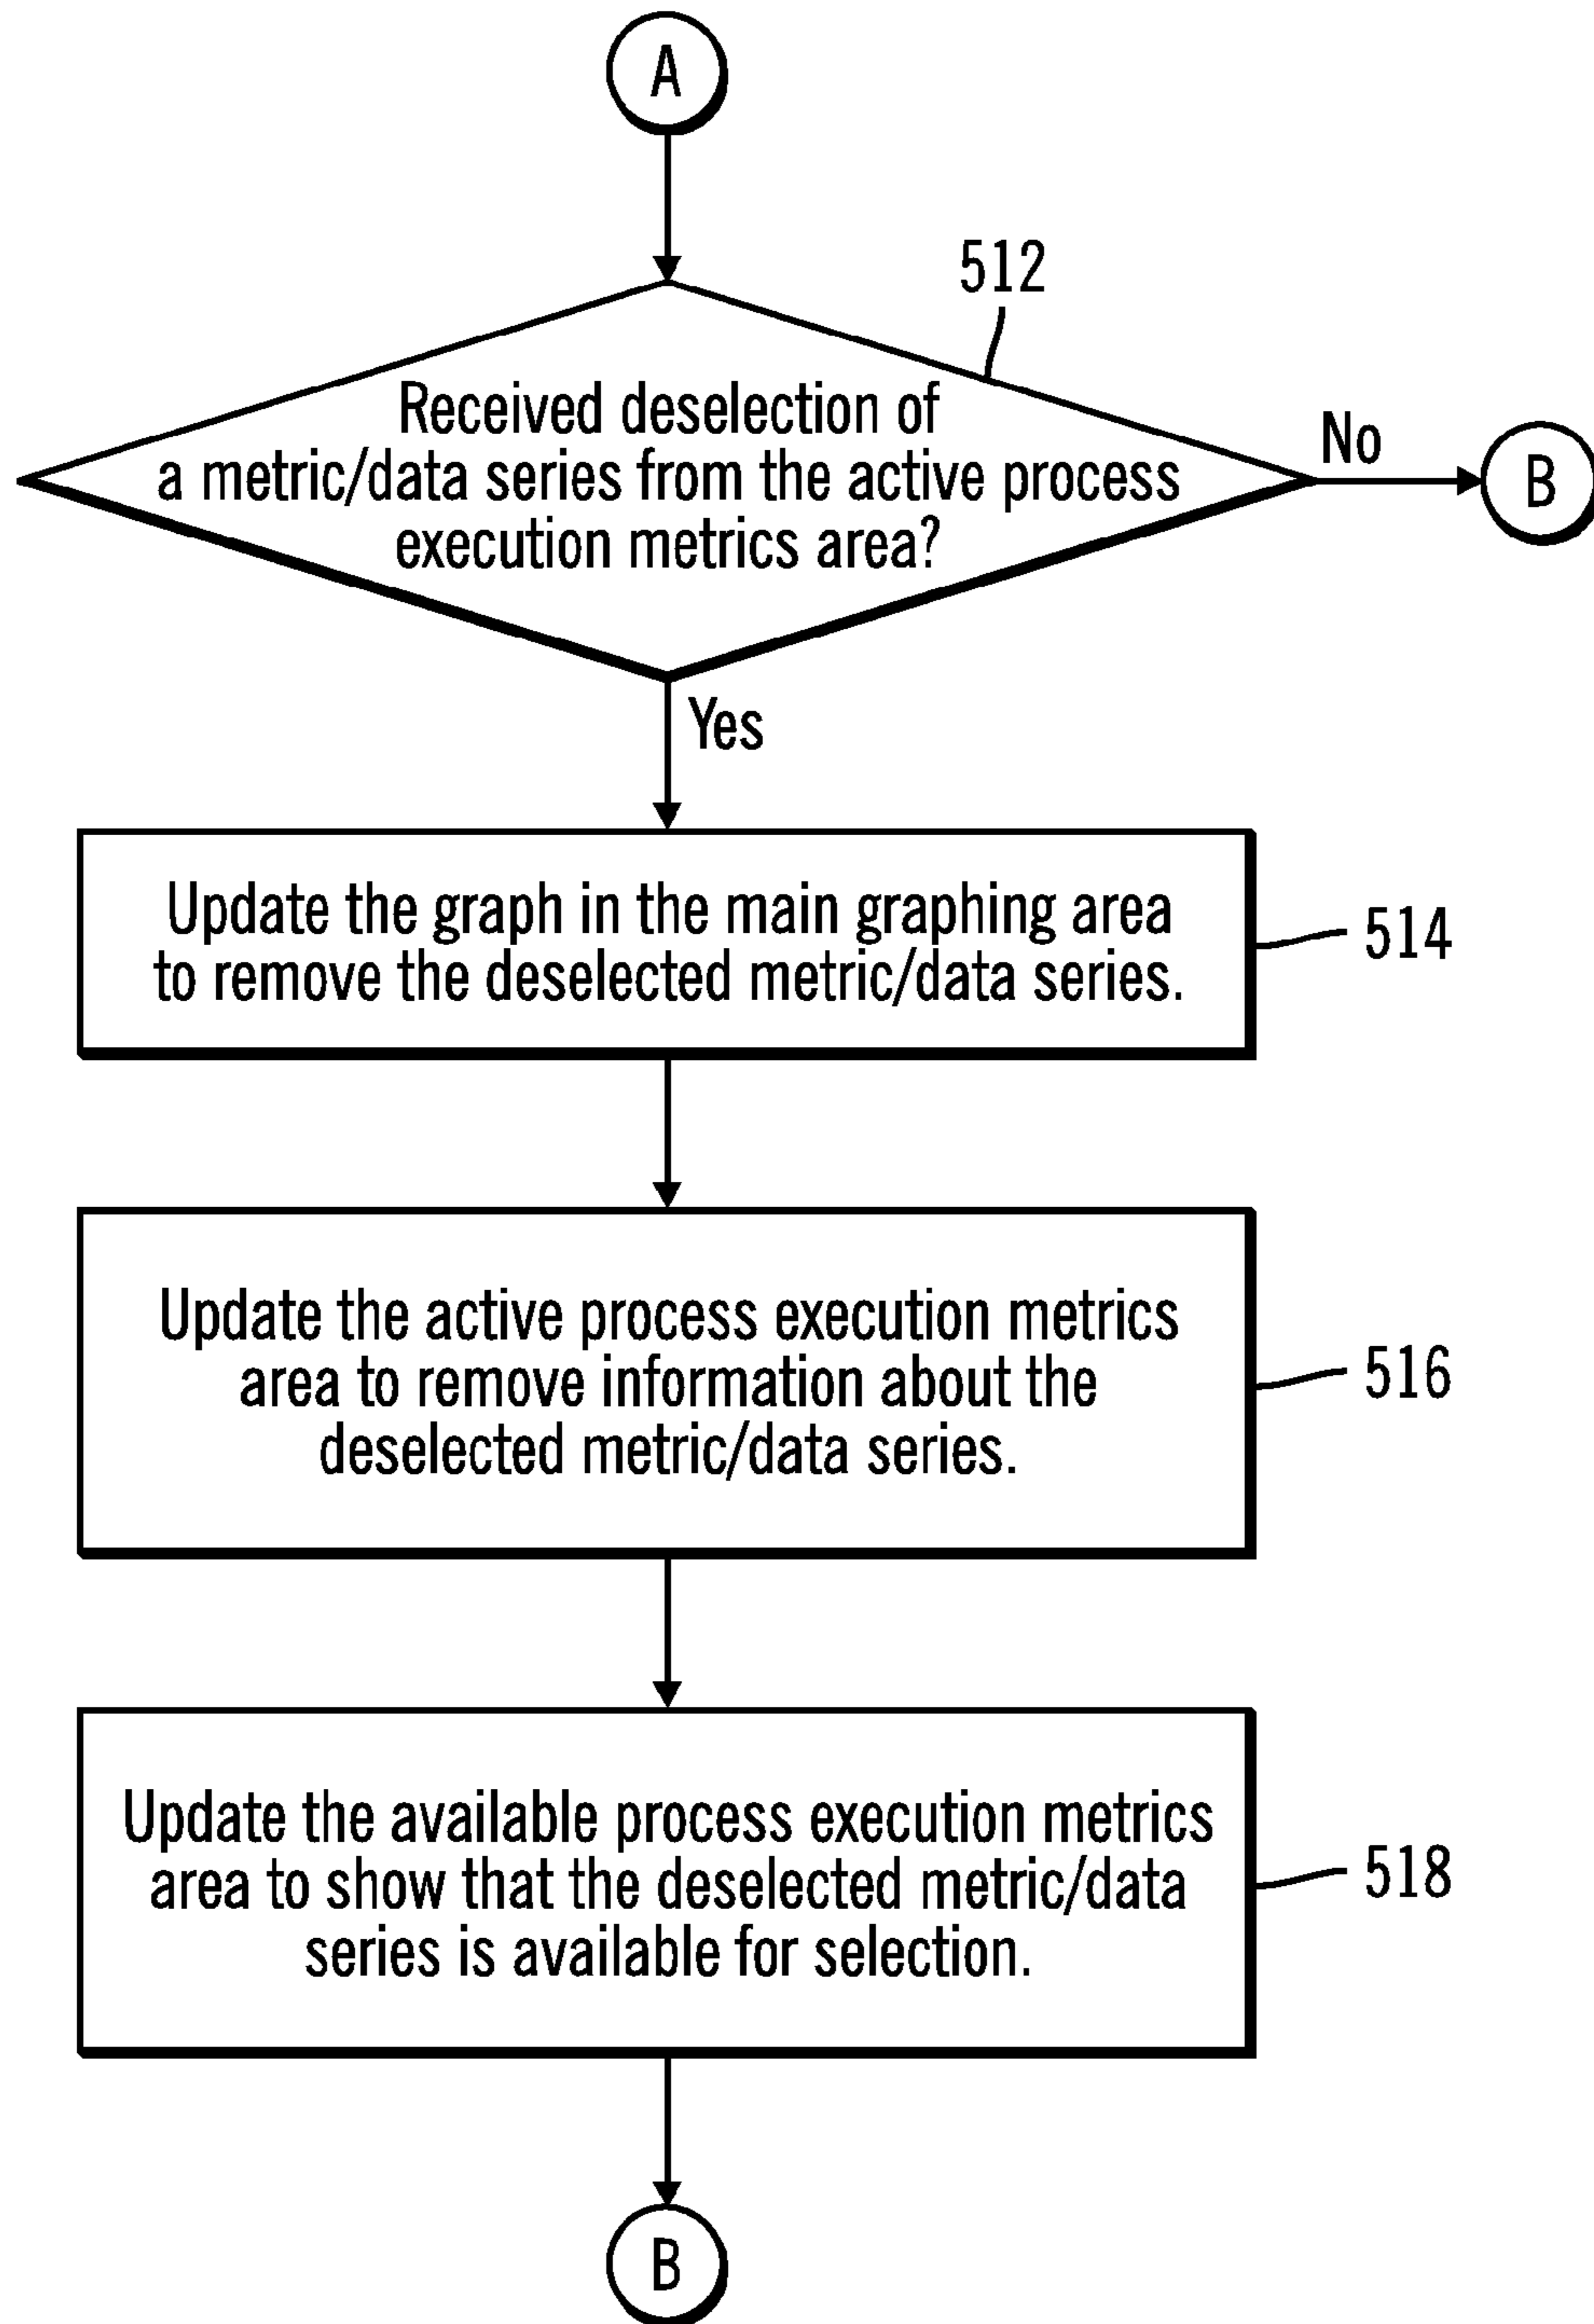 A
512
Received deselection of
a metric/data series from the active process
execution metrics area?
No
B
Yes
Update the graph in the main graphing area
to remove the deselected metric/data series.
514
Update the active process execution metrics
area to remove information about the
deselected metric/data series.
516
Update the available process execution metrics
area to show that the deselected metric/data
series is available for selection.
518
B